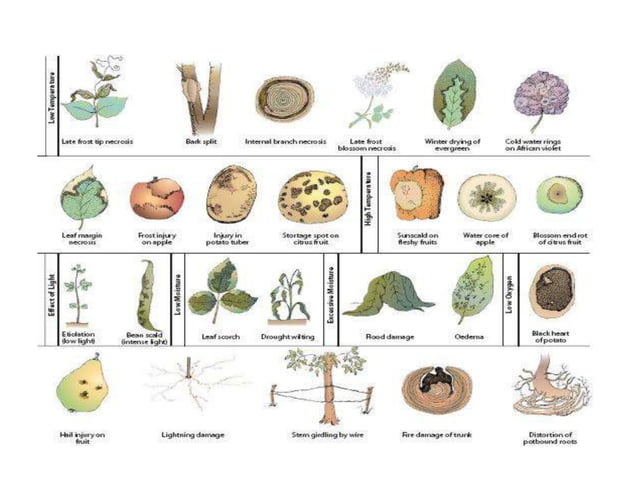 Low Temperature
Late frost tip necrosis
Bark split
Internal branch necrosis
Late frost
blossom necrosis
Winter drying of
evergreen
Cold water rings
on African violet
Leaf margin
necrosis
Frost injury
on apple
Injury in
potato tuber
Stortage spot on
citrus fruit
High Temperature
Sunscald on
fleshy fruits
Water core of
apple
Blossom end rot
of citrus fruit
Effect of Light
Etiolation
(low light)
Bean scald
(intense light)
Low Moisture
Leaf scorch
Drought wilting
Excessive Moisture
Flood damage
Oedema
Low Oxygen
Black heart
of potato
Hail injury on
fruit
Lightning damage
Stem girdling by wire
Fire damage of trunk
Distortion of
potbound roots